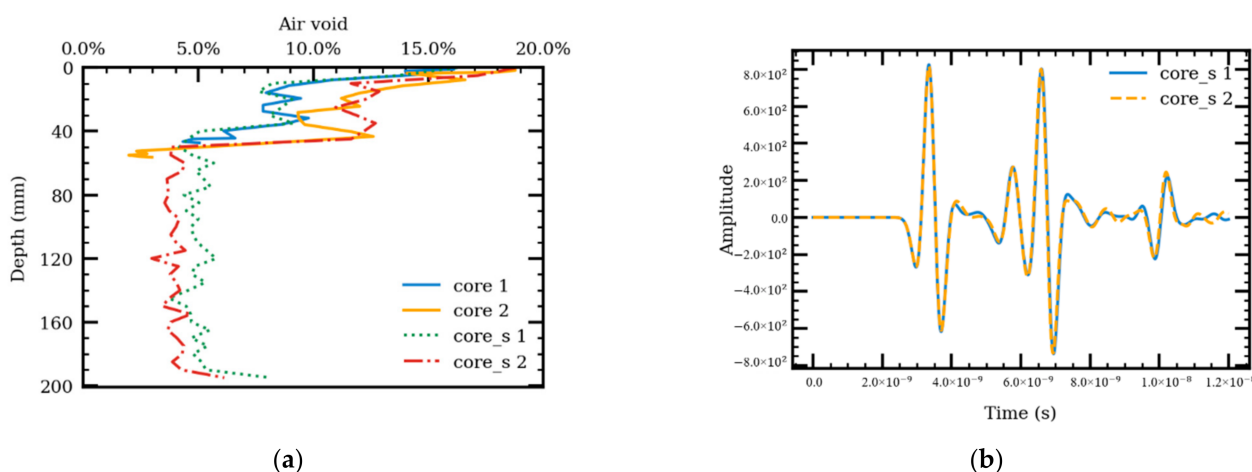 Air void
0.0% 5.0% 10.0% 15.0% 20.0%
0
40
80
120
160
200
Depth (mm)
core 1
core 2
core_s 1
core_s 2
(a)
8.0×10²
6.0×10²
4.0×10²
2.0×10²
0.0
−2.0×10²
−4.0×10²
−6.0×10²
−8.0×10²
Amplitude
core_s 1
core_s 2
0.0 2.0×10⁻⁹ 4.0×10⁻⁹ 6.0×10⁻⁹ 8.0×10⁻⁹ 1.0×10⁻⁸
Time (s)
(b)